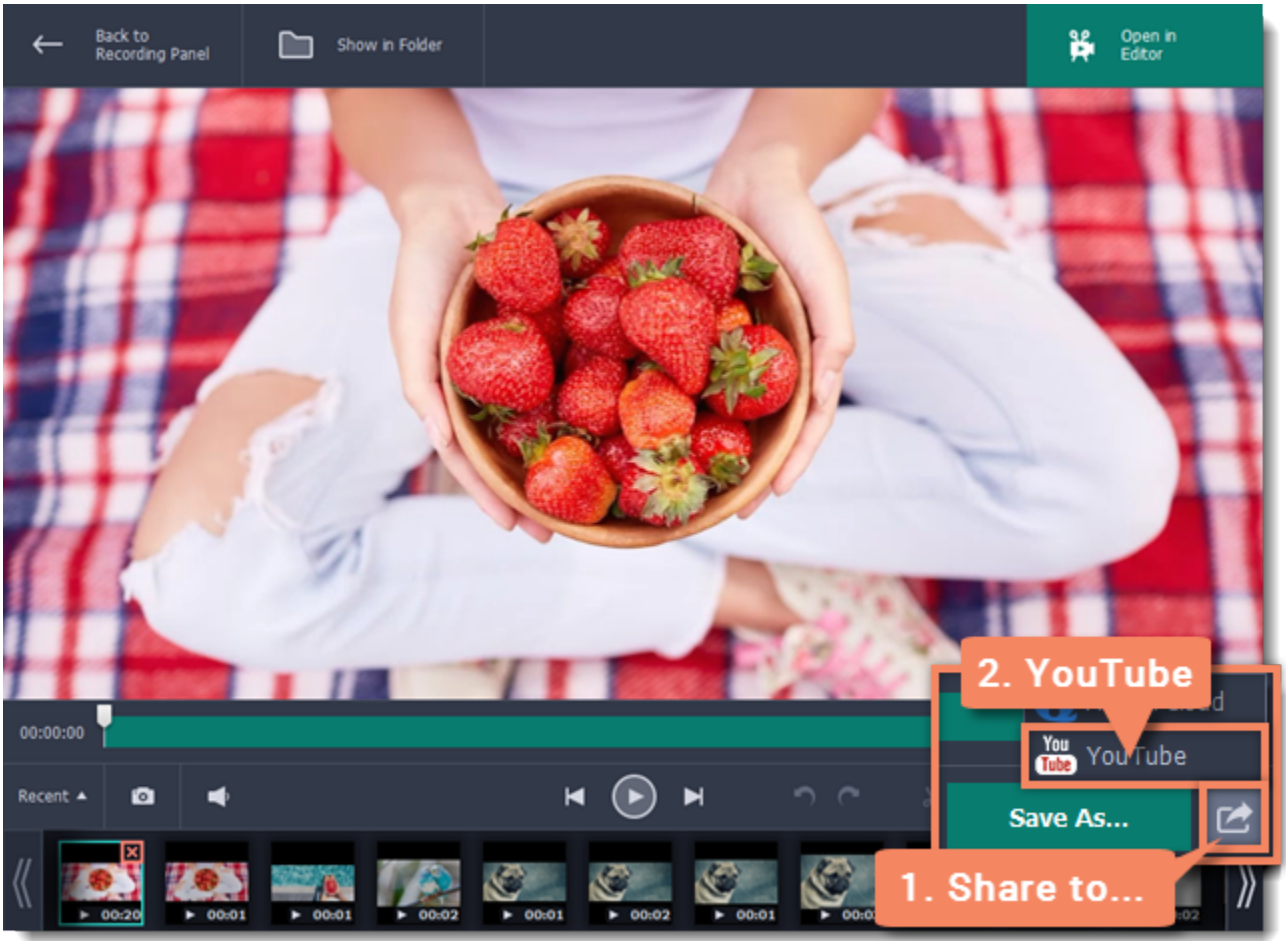 Back to
Recording Panel
Show in Folder
Open in
Editor
2. YouTube
00:00:00
You
Tube
YouTube
Recent
Save As...
1. Share to...
00:20
00:01
00:01
00:02
00:01
00:02
00:01